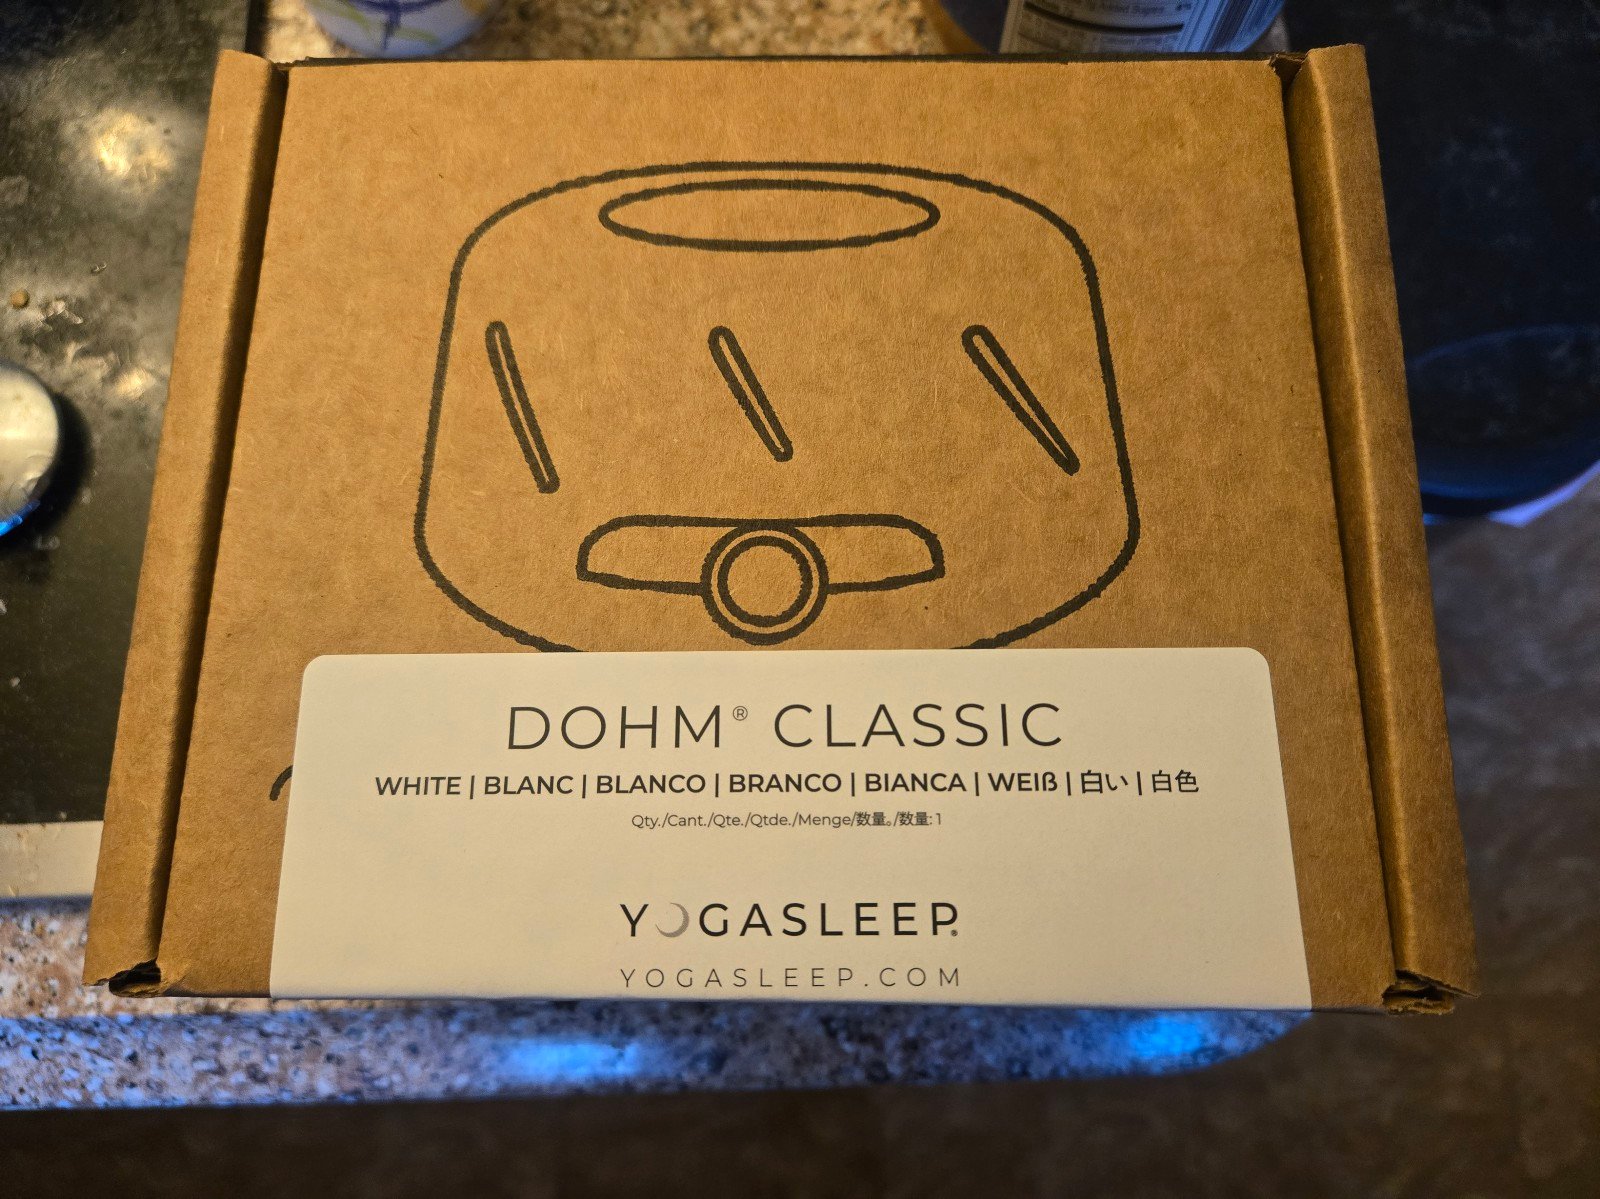 DOHM® CLASSIC
WHITE | BLANC | BLANCO | BRANCO | BIANCA | WEIß | 白い | 白色
Qty./Cant./Qte./Qtde./Menge/数量。/数量: 1
YOGASLEEP®
YOGASLEEP.COM